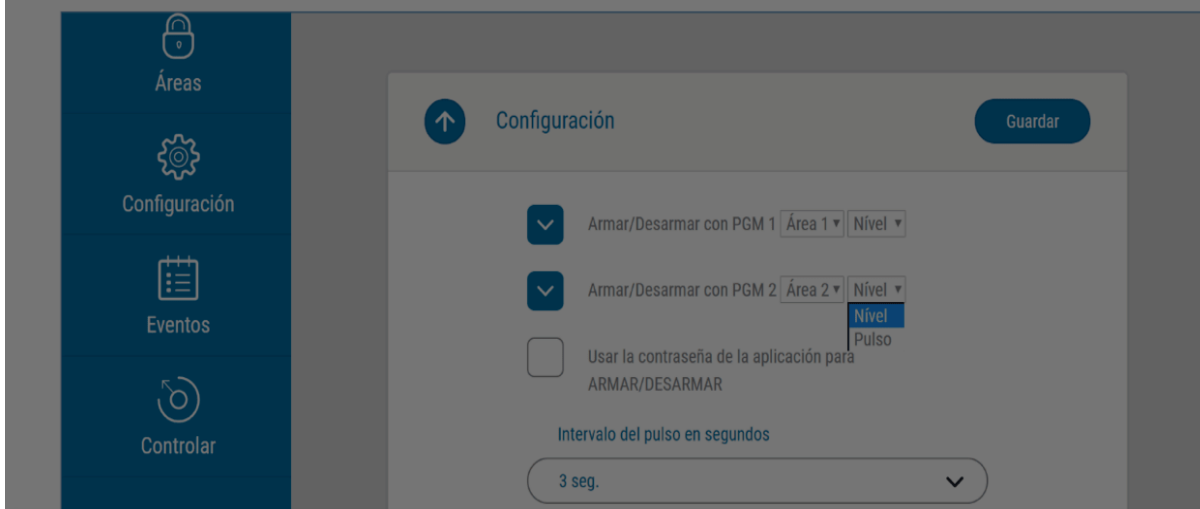 Áreas
Configuración
Eventos
Controlar
Configuración
Guardar
Armar/Desarmar con PGM 1 Área 1 Nível
Armar/Desarmar con PGM 2 Área 2 Nível
Nível
Pulso
Usar la contraseña de la aplicación para
ARMAR/DESARMAR
Intervalo del pulso en segundos
3 seg.